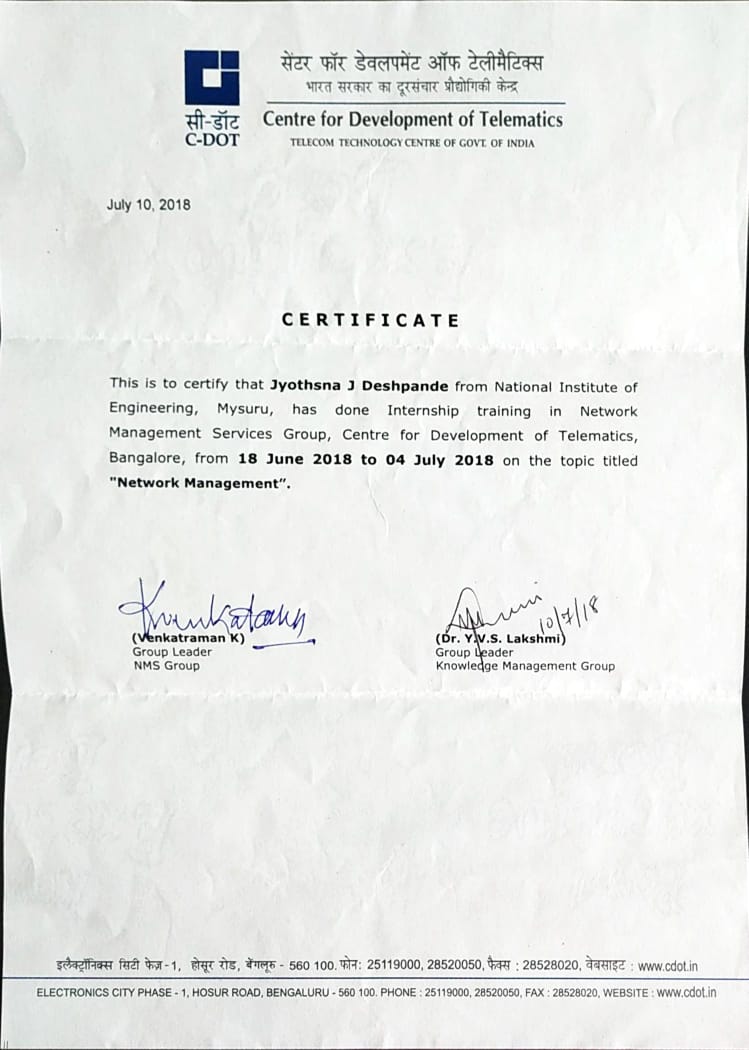 सेंटर फॉर डेवलपमेंट ऑफ टेलीमैटिक्स
भारत सरकार का दूरसंचार प्रौद्योगिकी केन्द्र
सी-डॉट
C-DOT
Centre for Development of Telematics
TELECOM TECHNOLOGY CENTRE OF GOVT. OF INDIA
July 10, 2018
CERTIFICATE
This is to certify that Jyothsna J Deshpande from National Institute of
Engineering, Mysuru, has done Internship training in Network
Management Services Group, Centre for Development of Telematics,
Bangalore, from 18 June 2018 to 04 July 2018 on the topic titled
"Network Management”.
10/7/18
(Venkatraman K)
Group Leader
NMS Group
(Dr. Y.V.S. Lakshmi)
Group Leader
Knowledge Management Group
इलैक्ट्रॉनिक्स सिटी फेज़ -1, होसूर रोड, बेंगलूरु - 560 100. फोन: 25119000, 28520050, फ़ैक्स : 28528020, वेबसाइट : www.cdot.in
ELECTRONICS CITY PHASE - 1, HOSUR ROAD, BENGALURU - 560 100. PHONE : 25119000, 28520050, FAX : 28528020, WEBSITE : www.cdot.in